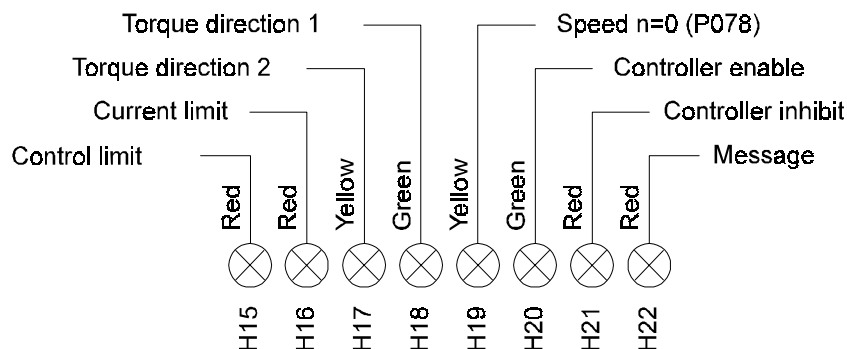 Torque direction 1
Speed n=0 (P078)
Torque direction 2
Controller enable
Current limit
Controller inhibit
Control limit
Message
Red
Red
Yellow
Green
Yellow
Green
Red
Red
H15
H16
H17
H18
H19
H20
H21
H22